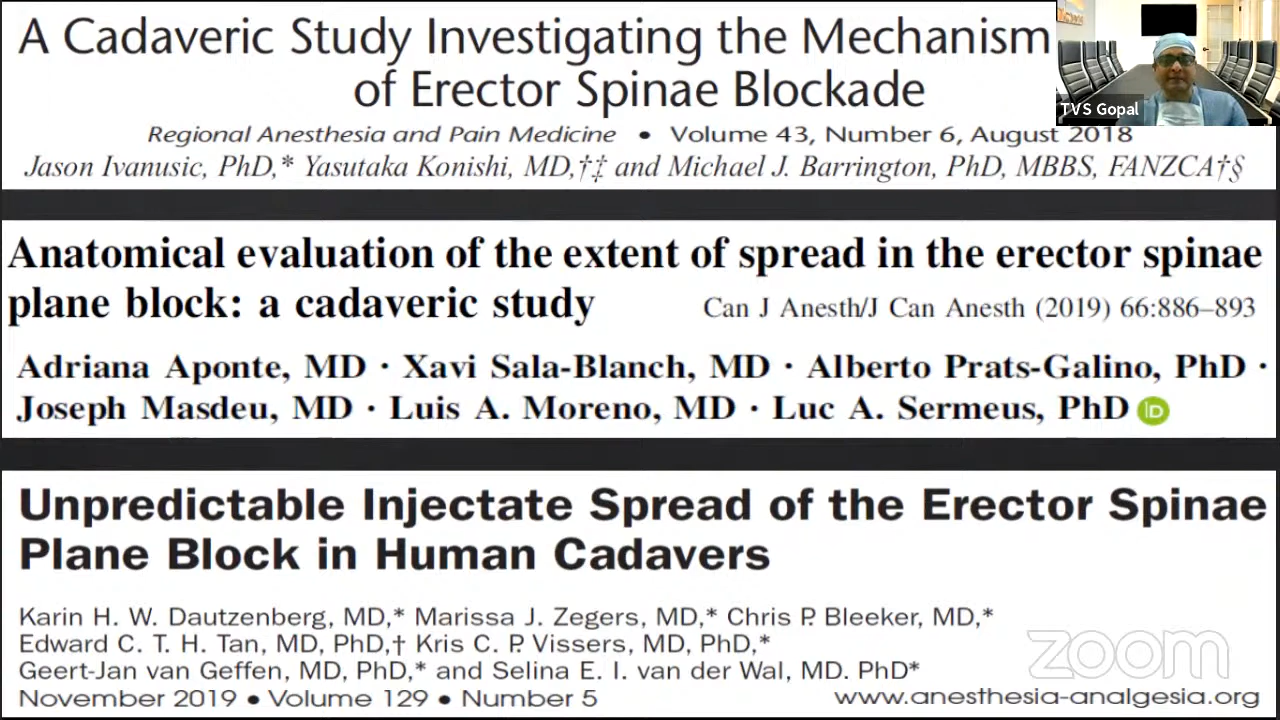 A Cadaveric Study Investigating the Mechanism
of Erector Spinae Blockade
TVS Gopal
Regional Anesthesia and Pain Medicine • Volume 43, Number 6, August 2018
Jason Ivanusic, PhD,* Yasutaka Konishi, MD,†‡ and Michael J. Barrington, PhD, MBBS, FANZCA†§
Anatomical evaluation of the extent of spread in the erector spinae
plane block: a cadaveric study Can J Anesth/J Can Anesth (2019) 66:886–893
Adriana Aponte, MD · Xavi Sala-Blanch, MD · Alberto Prats-Galino, PhD ·
Joseph Masdeu, MD · Luis A. Moreno, MD · Luc A. Sermeus, PhD iD
Unpredictable Injectate Spread of the Erector Spinae
Plane Block in Human Cadavers
Karin H. W. Dautzenberg, MD,* Marissa J. Zegers, MD,* Chris P. Bleeker, MD,*
Edward C. T. H. Tan, MD, PhD,† Kris C. P. Vissers, MD, PhD,*
Geert-Jan van Geffen, MD, PhD,* and Selina E. I. van der Wal, MD. PhD*
zoom
November 2019 • Volume 129 • Number 5 www.anesthesia-analgesia.org